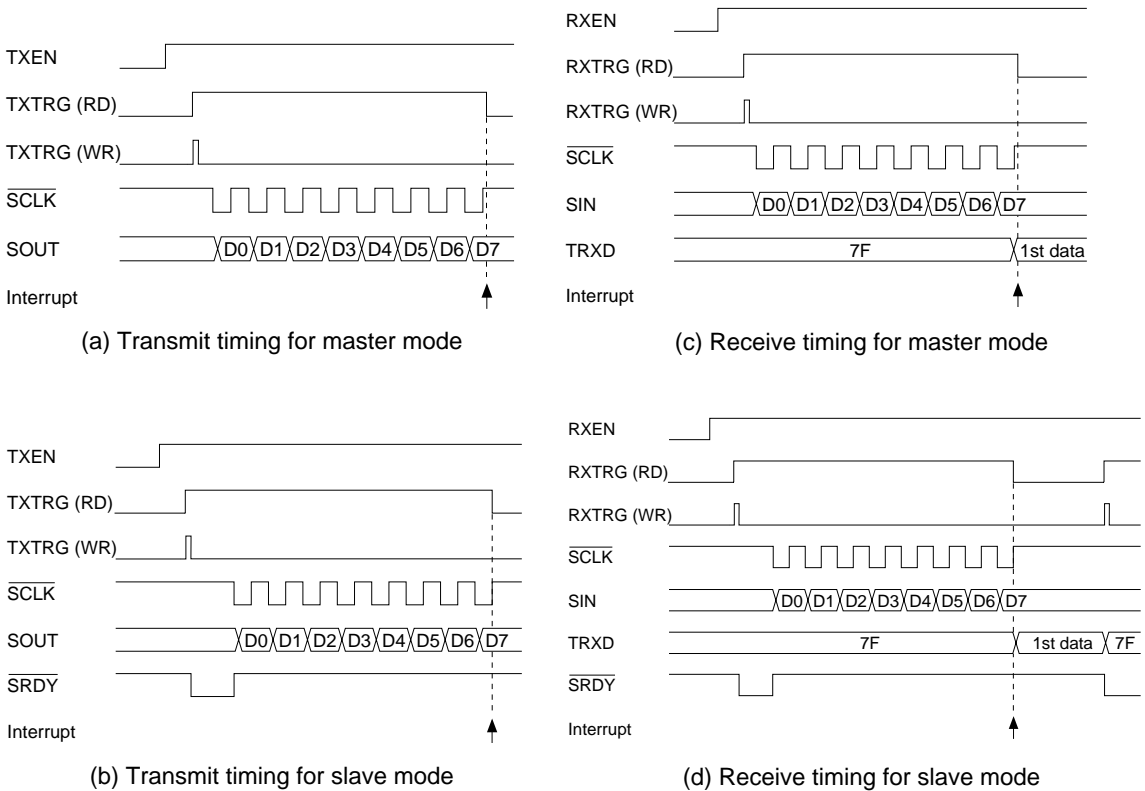 TXEN
TXTRG (RD)
TXTRG (WR)
SCLK
SOUT D0 D1 D2 D3 D4 D5 D6 D7
Interrupt
(a) Transmit timing for master mode
RXEN
RXTRG (RD)
RXTRG (WR)
SCLK
SIN D0 D1 D2 D3 D4 D5 D6 D7
TRXD 7F 1st data
Interrupt
(c) Receive timing for master mode
TXEN
TXTRG (RD)
TXTRG (WR)
SCLK
SOUT D0 D1 D2 D3 D4 D5 D6 D7
SRDY
Interrupt
(b) Transmit timing for slave mode
RXEN
RXTRG (RD)
RXTRG (WR)
SCLK
SIN D0 D1 D2 D3 D4 D5 D6 D7
TRXD 7F 1st data 7F
SRDY
Interrupt
(d) Receive timing for slave mode